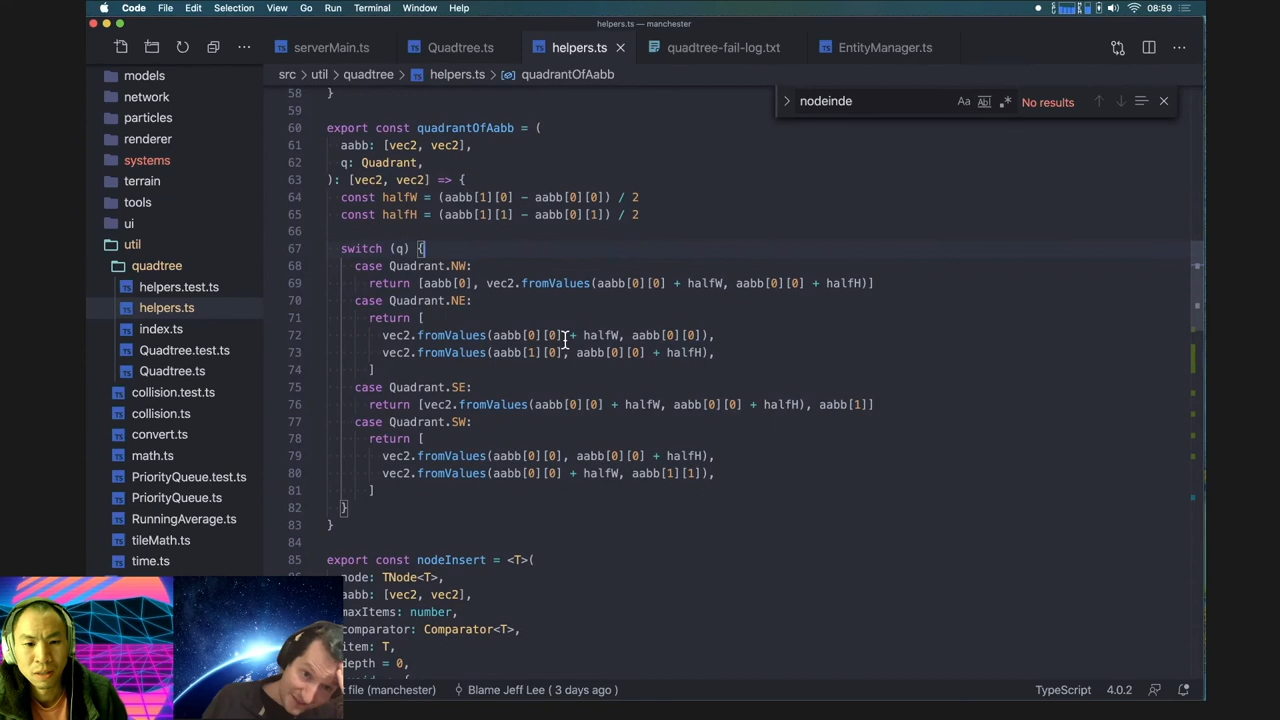 Code File Edit Selection View Go Run Terminal Window Help 08:59
helpers.ts — manchester
serverMain.ts Quadtree.ts helpers.ts quadtree-fail-log.txt EntityManager.ts
src > util > quadtree > helpers.ts > quadrantOfAabb
nodeinde Aa Abl .* No results
models
network
particles
renderer
systems
terrain
tools
ui
util
quadtree
helpers.test.ts
helpers.ts
index.ts
Quadtree.test.ts
Quadtree.ts
collision.test.ts
collision.ts
convert.ts
math.ts
PriorityQueue.test.ts
PriorityQueue.ts
RunningAverage.ts
tileMath.ts
time.ts
58 }
59
60 export const quadrantOfAabb = (
61 aabb: [vec2, vec2],
62 q: Quadrant,
63 ): [vec2, vec2] => {
64 const halfW = (aabb[1][0] - aabb[0][0]) / 2
65 const halfH = (aabb[1][1] - aabb[0][1]) / 2
66
67 switch (q) {
68 case Quadrant.NW:
69 return [aabb[0], vec2.fromValues(aabb[0][0] + halfW, aabb[0][0] + halfH)]
70 case Quadrant.NE:
71 return [
72 vec2.fromValues(aabb[0][0] + halfW, aabb[0][0]),
73 vec2.fromValues(aabb[1][0], aabb[0][0] + halfH),
74 ]
75 case Quadrant.SE:
76 return [vec2.fromValues(aabb[0][0] + halfW, aabb[0][0] + halfH), aabb[1]]
77 case Quadrant.SW:
78 return [
79 vec2.fromValues(aabb[0][0], aabb[0][0] + halfH),
80 vec2.fromValues(aabb[0][0] + halfW, aabb[1][1]),
81 ]
82 }
83 }
84
85 export const nodeInsert = <T>(
node: TNode<T>,
aabb: [vec2, vec2],
maxItems: number,
comparator: Comparator<T>,
item: T,
depth = 0,
file (manchester) Blame Jeff Lee ( 3 days ago ) TypeScript 4.0.2